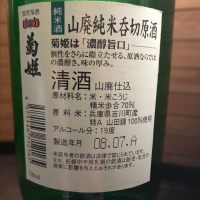 純米酒
山廃純米呑切原酒
菊姫は「濃醇旨口」
個性をさらに際立たせる、原酒ならでは
の濃醇さ、味の厚み。
清酒 山廃仕込
原材料名:米・米こうじ
精米歩合70%
原料米:兵庫県吉川町産
特A山田錦100%使用
アルコール分:19度
製造年月 08.07.A
菊姫